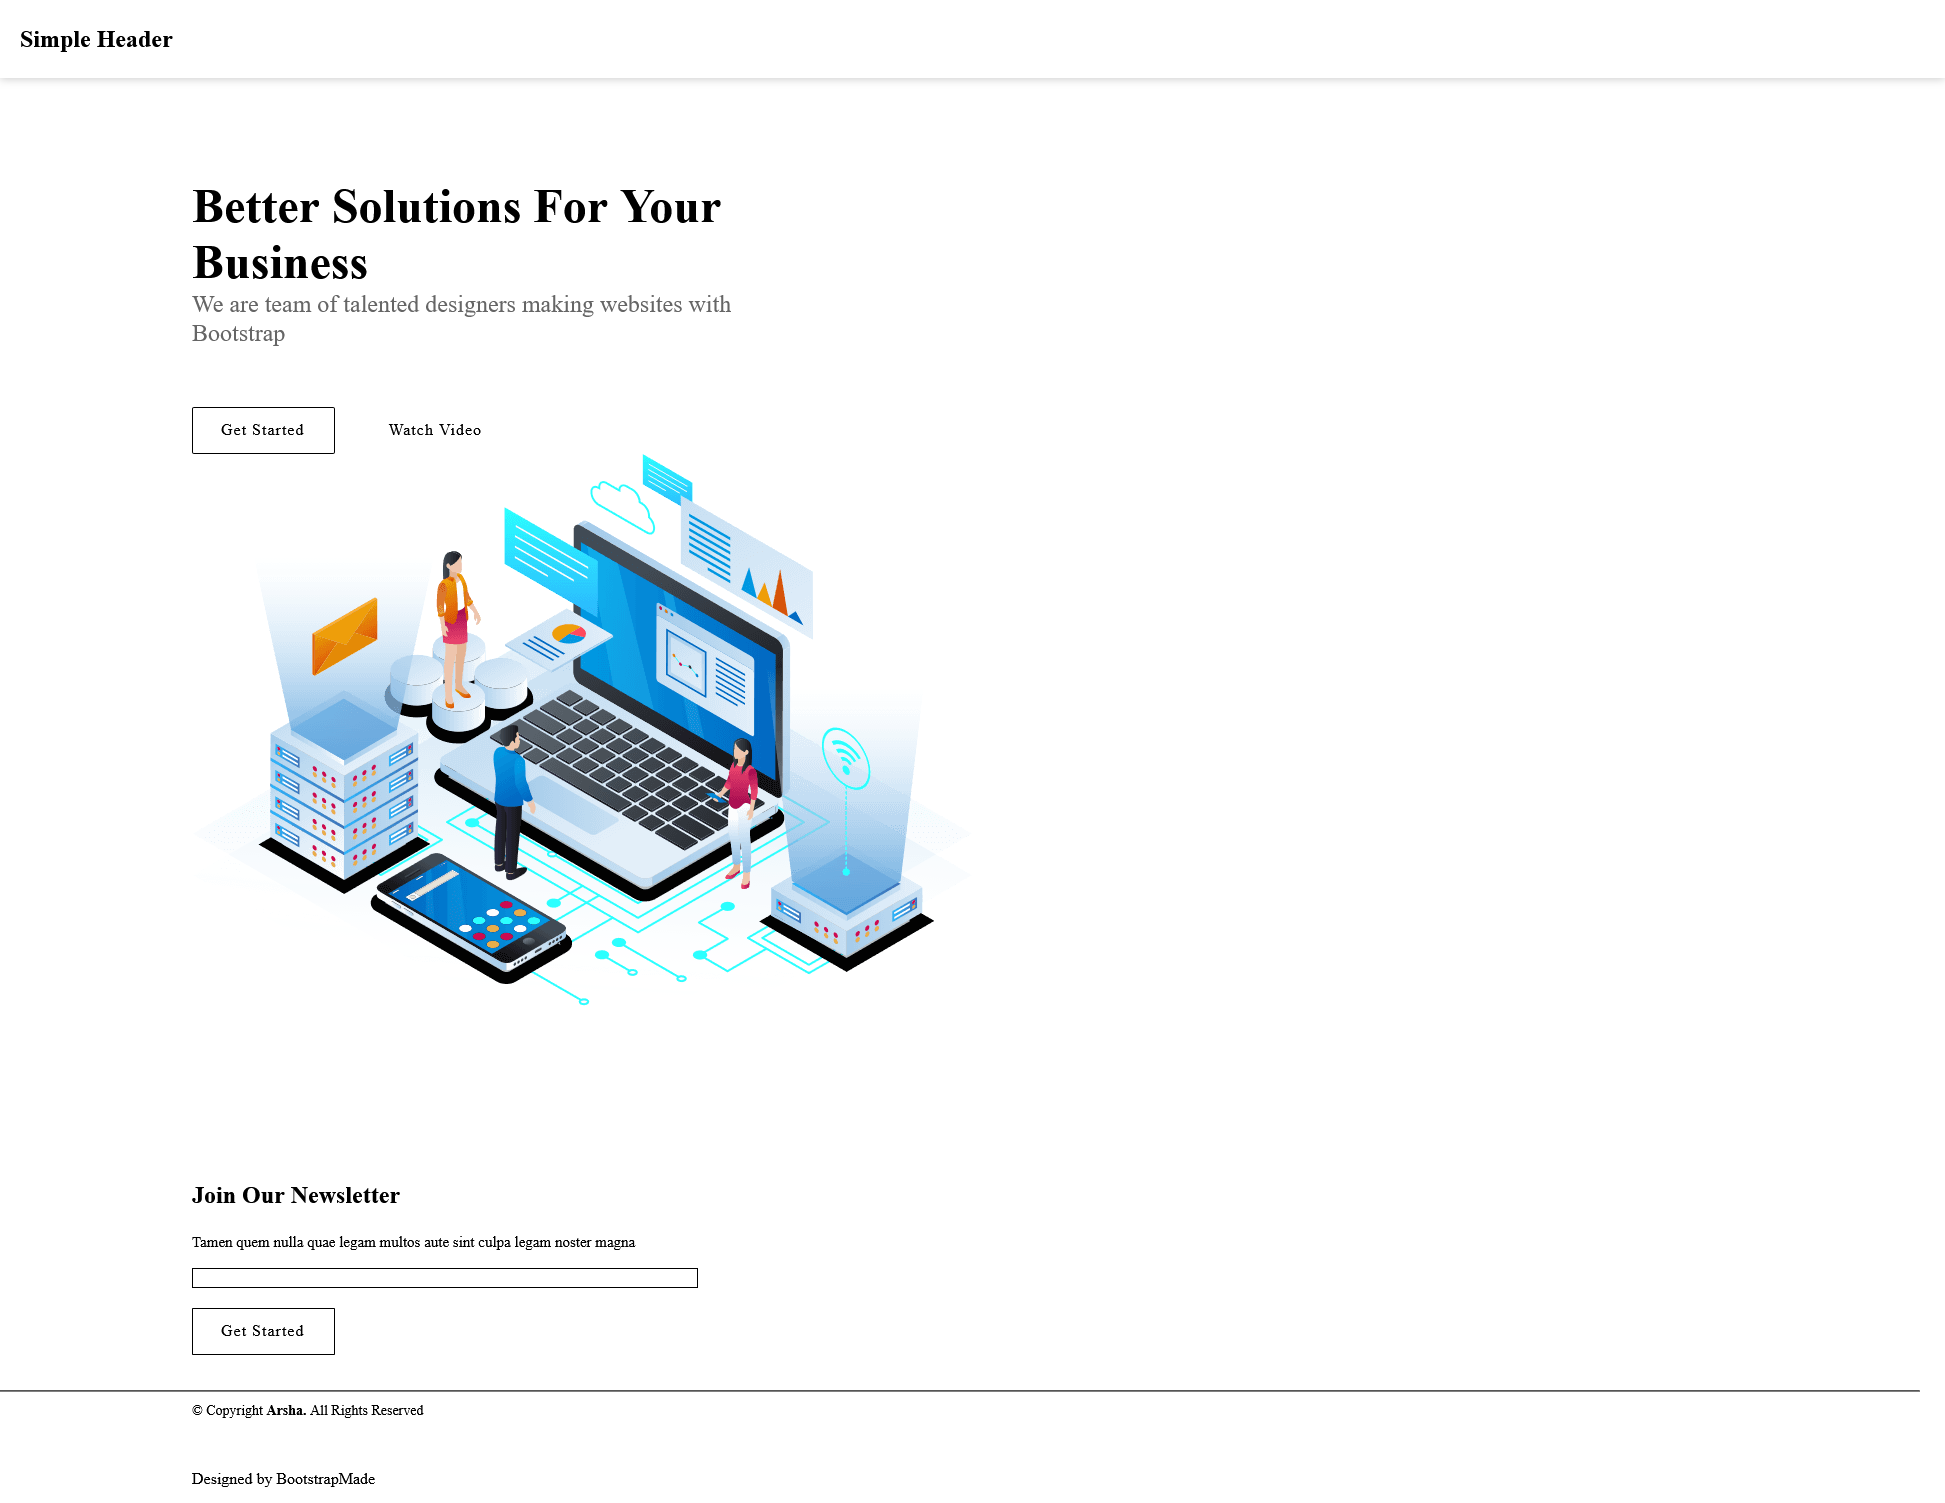 Simple Header
Better Solutions For Your
Business
We are team of talented designers making websites with
Bootstrap
Get Started
Watch Video
Join Our Newsletter
Tamen quem nulla quae legam multos aute sint culpa legam noster magna
Get Started
© Copyright Arsha. All Rights Reserved
Designed by BootstrapMade